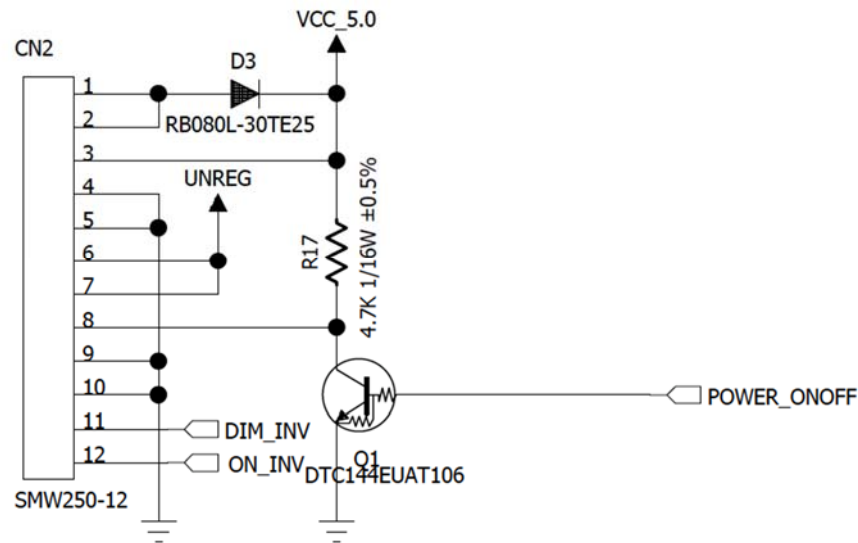 VCC_5.0
CN2
D3
1
RB080L-30TE25
2
3
UNREG
4
5
6
7
R17
4.7K 1/16W ±0.5%
8
9
10
POWER_ONOFF
11
DIM_INV
12
ON_INV
Q1
DTC144EUAT106
SMW250-12